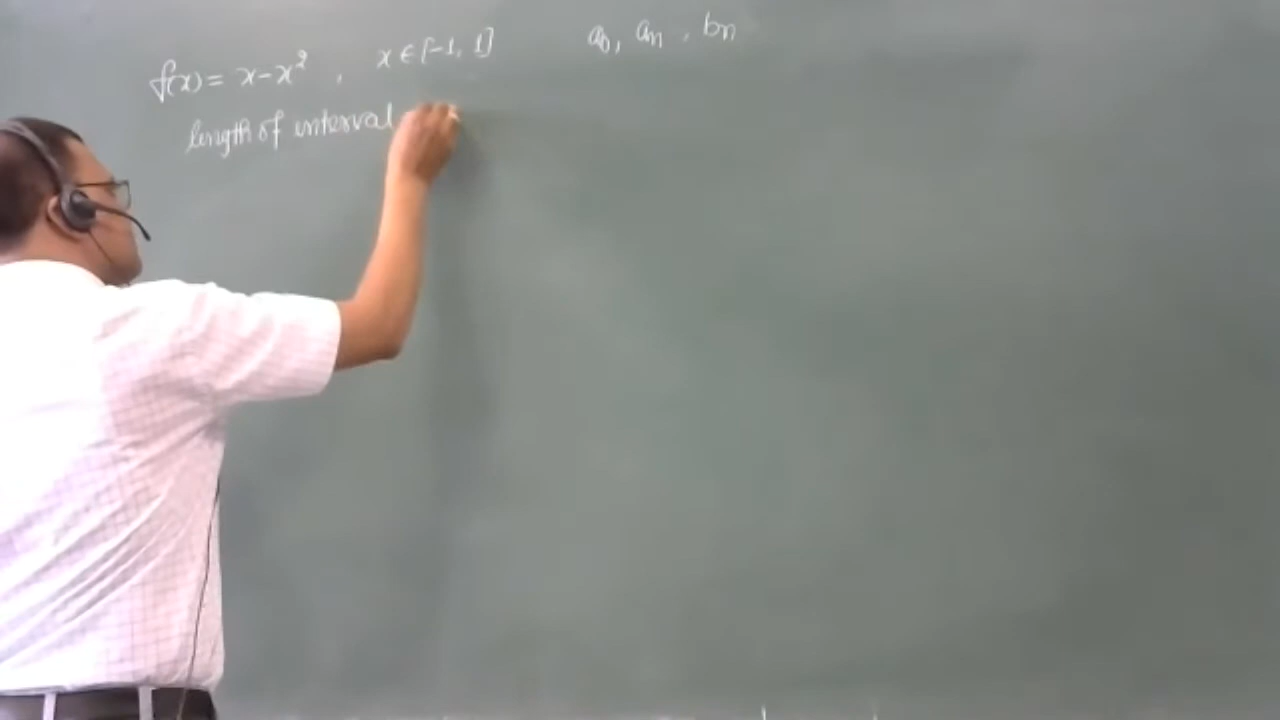 f(x) = x - x², x ∈ [-1, 1] a₀, aₙ, bₙ
length of interval